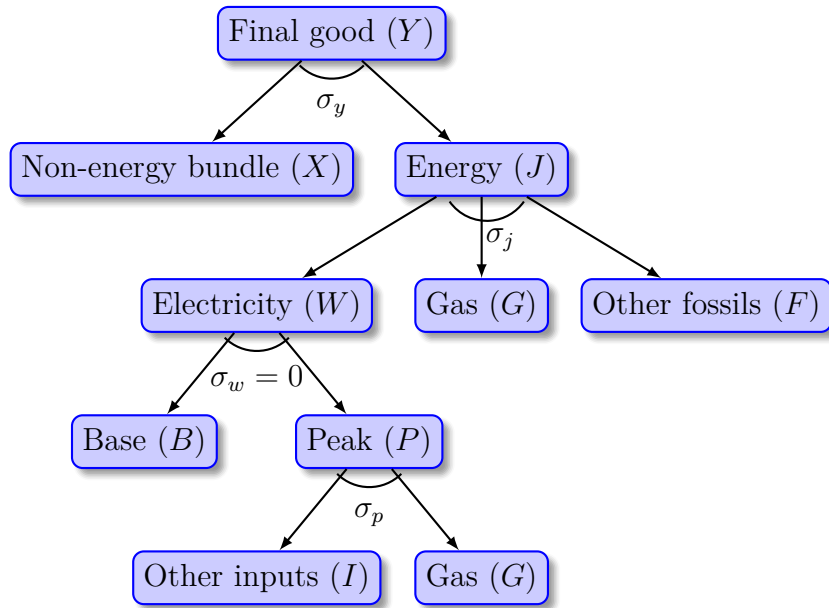 Final good (Y)
σ_y
Non-energy bundle (X)
Energy (J)
σ_j
Electricity (W)
Gas (G)
Other fossils (F)
σ_w = 0
Base (B)
Peak (P)
σ_p
Other inputs (I)
Gas (G)